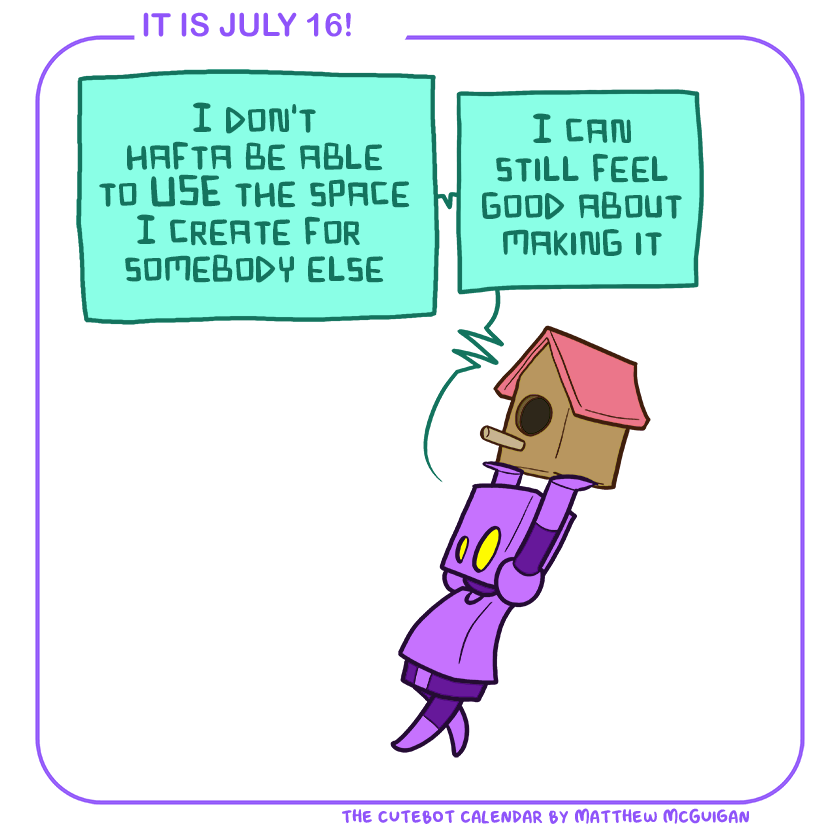 IT IS JULY 16!
I DON'T
HAFTA BE ABLE
TO USE THE SPACE
I CREATE FOR
SOMEBODY ELSE
I CAN
STILL FEEL
GOOD ABOUT
MAKING IT
THE CUTEBOT CALENDAR BY MATTHEW MCGUIGAN